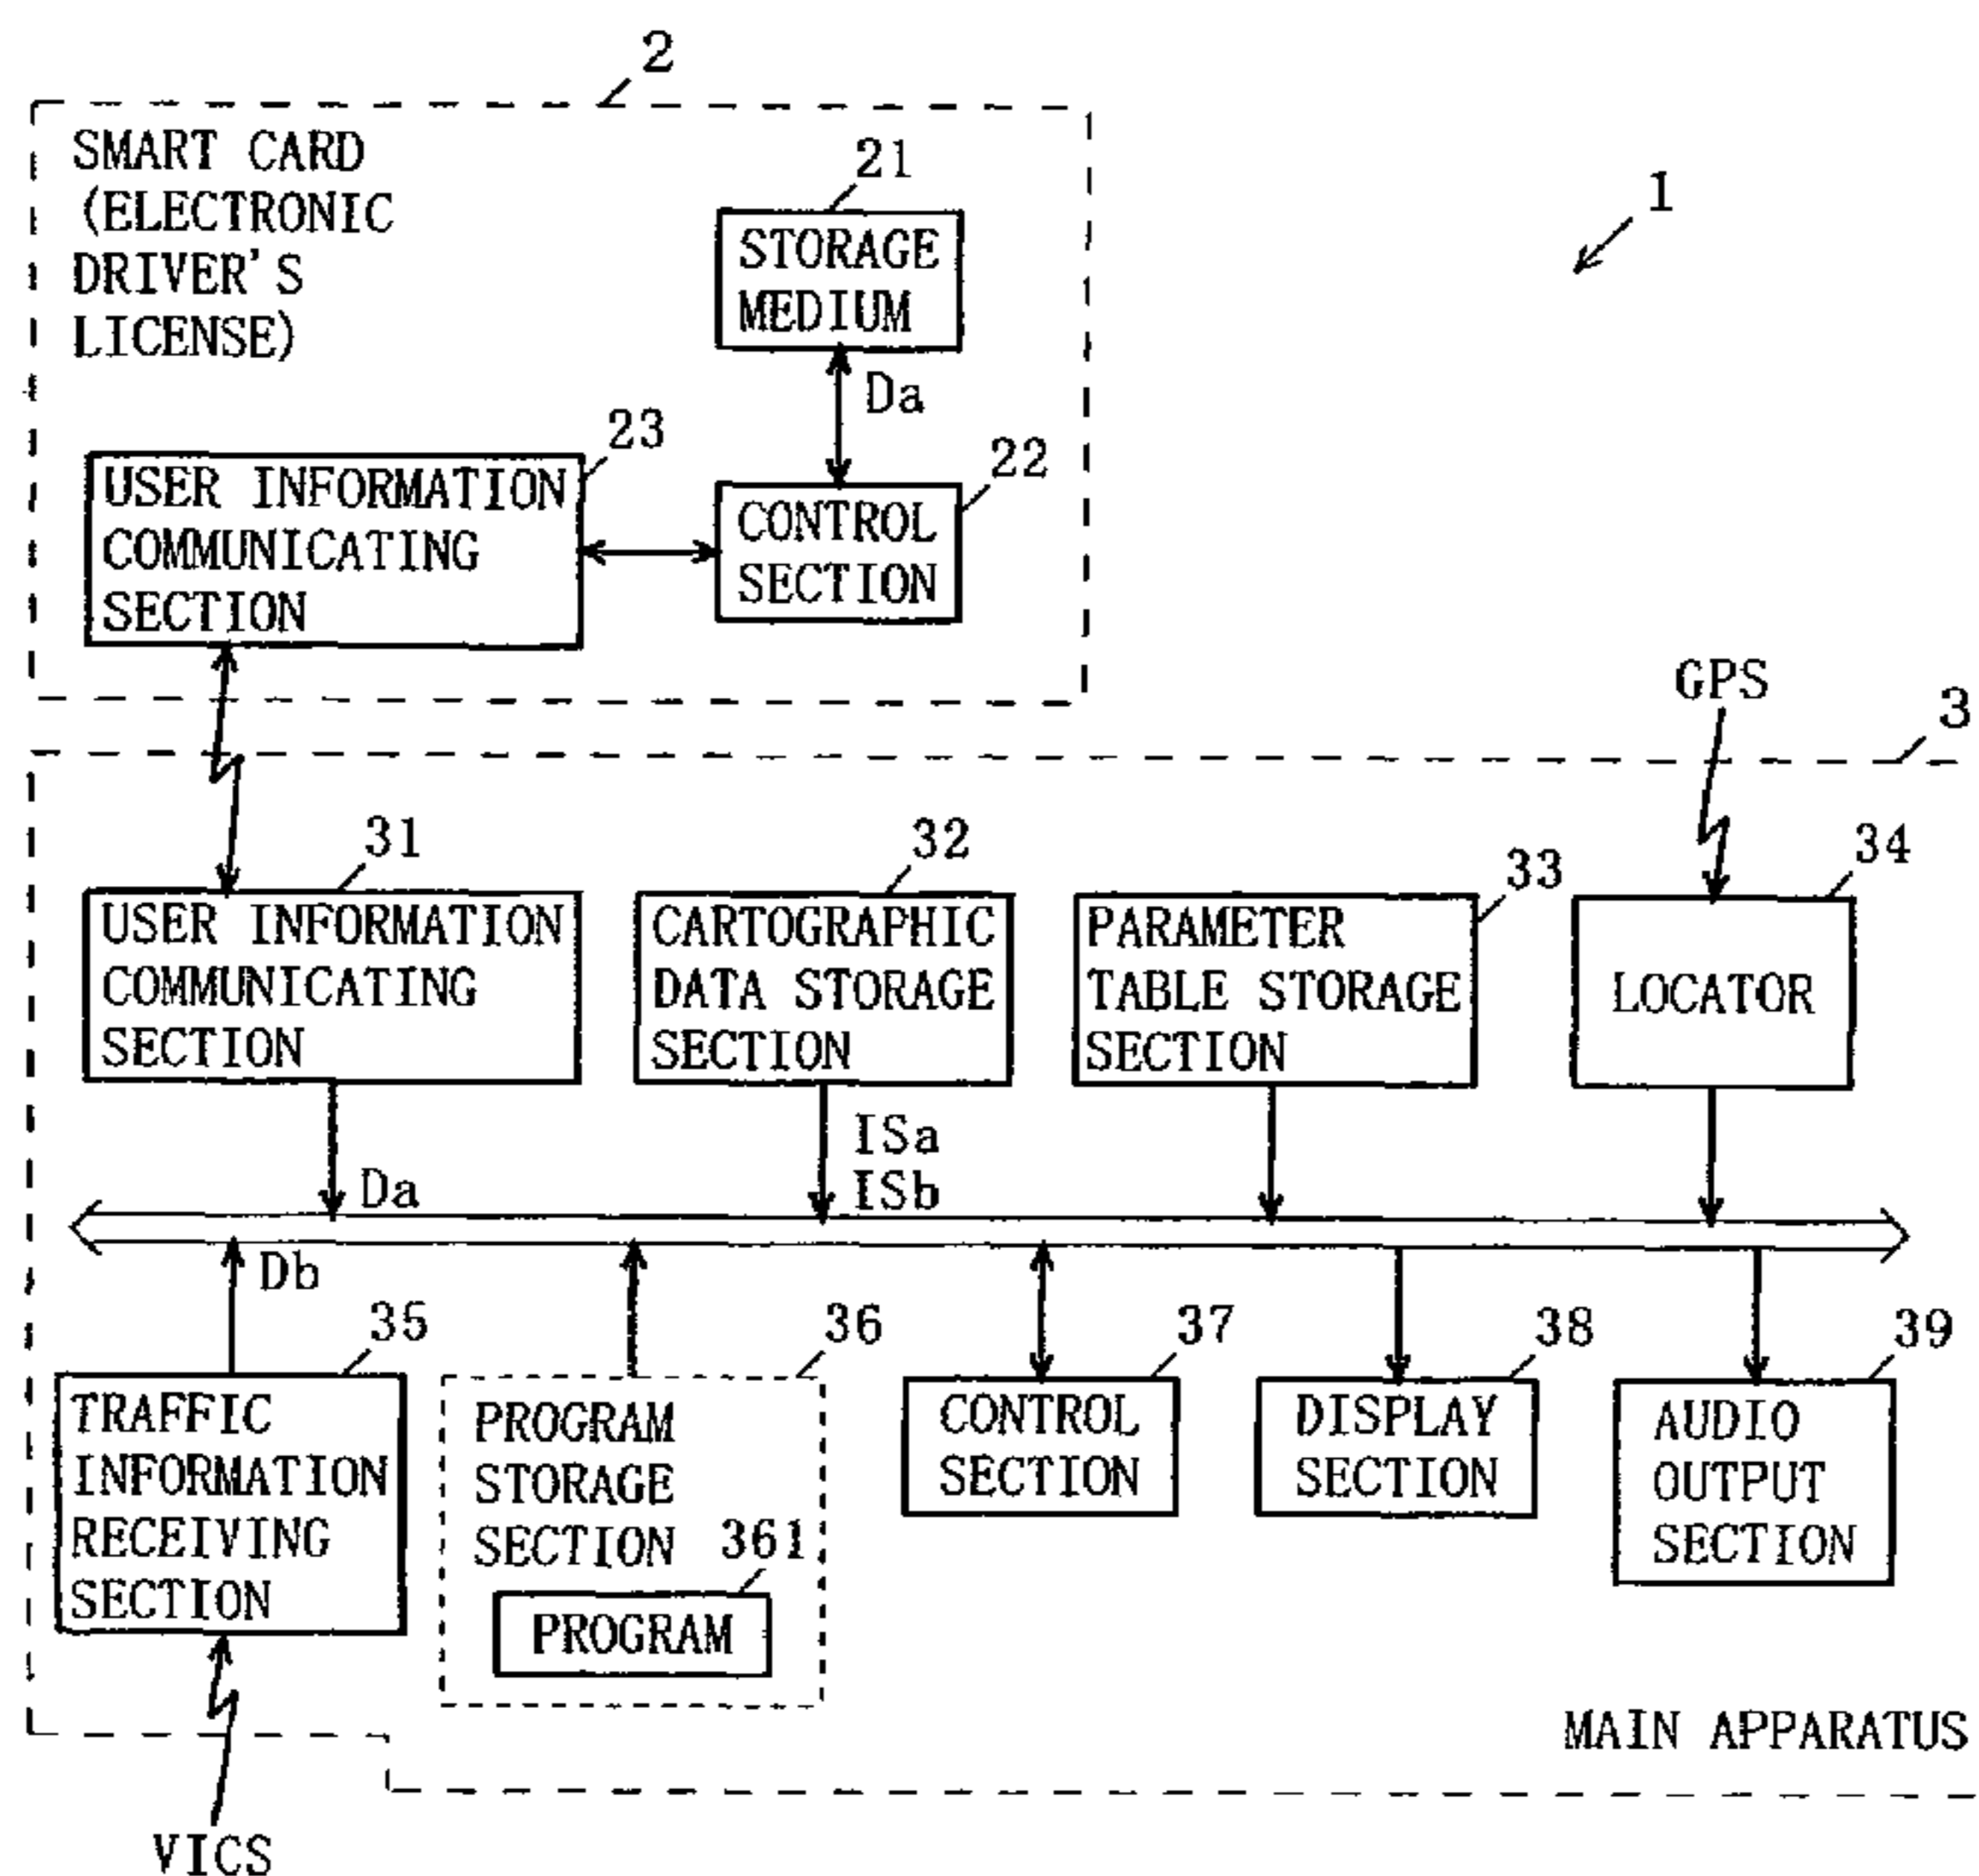 2
SMART CARD
(ELECTRONIC
DRIVER'S
LICENSE)
21
STORAGE
MEDIUM
1
Da
23
USER INFORMATION
COMMUNICATING
SECTION
22
CONTROL
SECTION
GPS
3
31
USER INFORMATION
COMMUNICATING
SECTION
32
CARTOGRAPHIC
DATA STORAGE
SECTION
33
PARAMETER
TABLE STORAGE
SECTION
34
LOCATOR
Da
ISa
ISb
Db
35
TRAFFIC
INFORMATION
RECEIVING
SECTION
36
PROGRAM
STORAGE
SECTION
361
PROGRAM
37
CONTROL
SECTION
38
DISPLAY
SECTION
39
AUDIO
OUTPUT
SECTION
MAIN APPARATUS
VICS